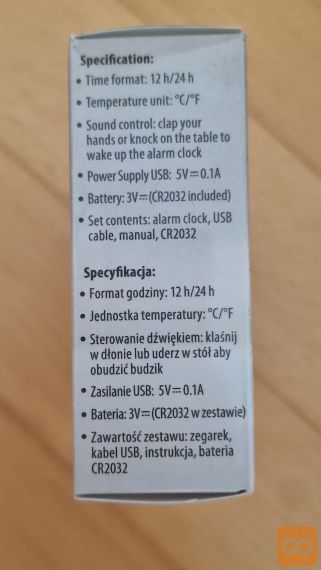 Specification:
• Time format: 12 h/24 h
• Temperature unit: °C/°F
• Sound control: clap your
hands or knock on the table to
wake up the alarm clock
• Power Supply USB: 5V⎓0.1A
• Battery: 3V⎓(CR2032 included)
• Set contents: alarm clock, USB
cable, manual, CR2032
Specyfikacja:
• Format godziny: 12 h/24 h
• Jednostka temperatury: °C/°F
• Sterowanie dźwiękiem: klaśnij
w dłonie lub uderz w stół aby
obudzić budzik
• Zasilanie USB: 5V⎓0.1A
• Bateria: 3V⎓(CR2032 w zestawie)
• Zawartość zestawu: zegarek,
kabel USB, instrukcja, bateria
CR2032